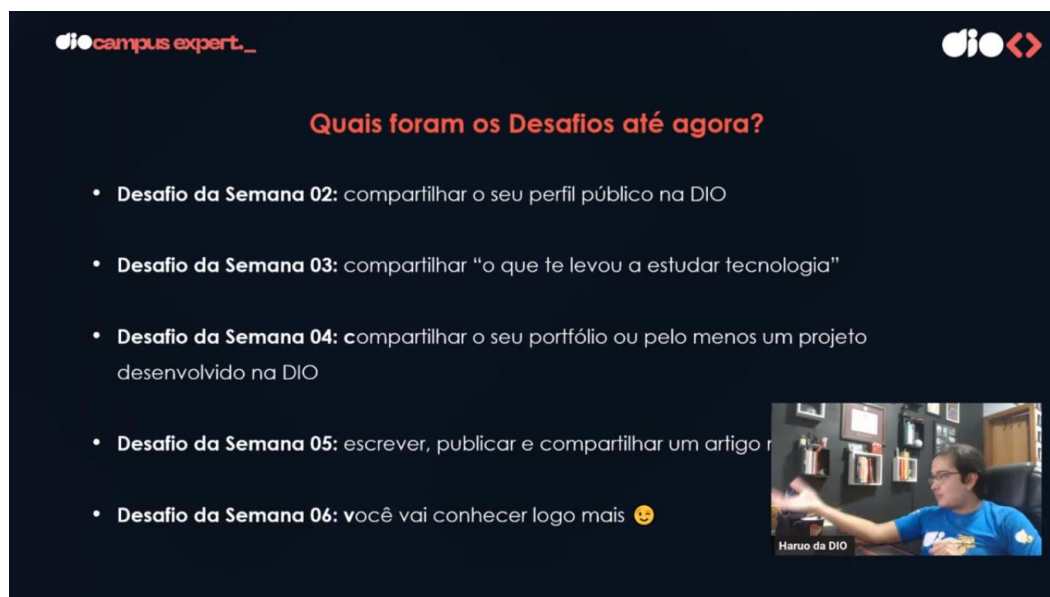 dio campus expert._
dio<>
Quais foram os Desafios até agora?
• Desafio da Semana 02: compartilhar o seu perfil público na DIO
• Desafio da Semana 03: compartilhar “o que te levou a estudar tecnologia”
• Desafio da Semana 04: compartilhar o seu portfólio ou pelo menos um projeto
desenvolvido na DIO
• Desafio da Semana 05: escrever, publicar e compartilhar um artigo
• Desafio da Semana 06: você vai conhecer logo mais 😉
Haruo da DIO